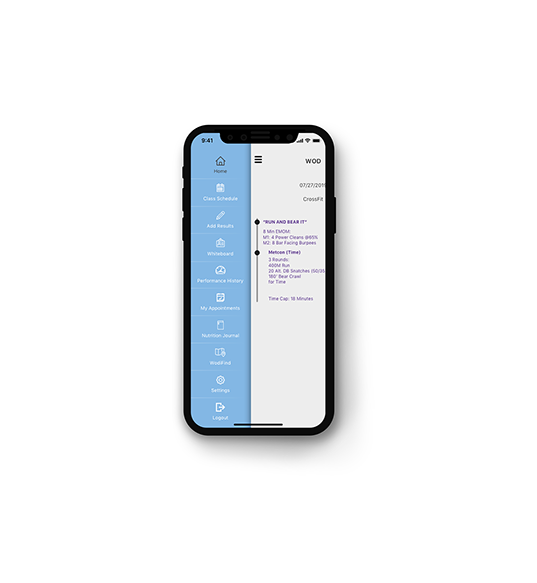 9:41
Home
Class Schedule
Add Results
Whiteboard
Performance History
My Appointments
Nutrition Journal
WodiFind
Settings
Logout
WOD
07/27/201
CrossFit
"RUN AND BEAR IT"
8 Min EMOM:
M1: 4 Power Cleans @65%
M2: 8 Bar Facing Burpees
Metcon (Time)
3 Rounds:
400M Run
20 Alt. DB Snatches (50/35
160' Bear Crawl
for Time
Time Cap: 18 Minutes